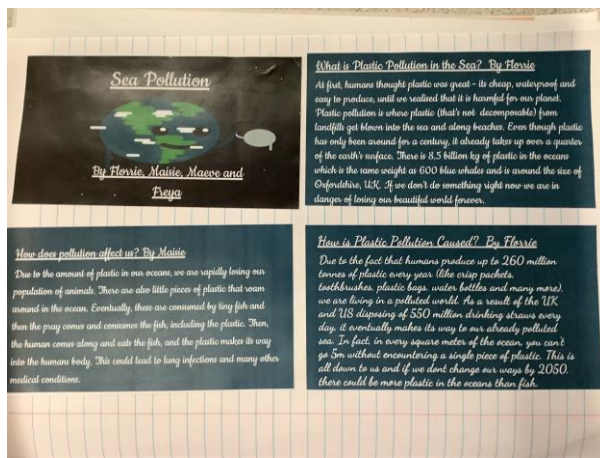 Sea Pollution
By Florrie, Maisie, Maeve and
Freya
What is Plastic Pollution in the Sea? By Florrie
At first, humans thought plastic was great - its cheap, waterproof and
easy to produce, until we realised that it is harmful for our planet.
Plastic pollution is where plastic (that's not decomposable) from
landfills get blown into the sea and along beaches. Even though plastic
has only been around for a century, it already takes up over a quarter
of the earth's surface. There is 8.5 billion kg of plastic in the oceans
which is the same weight as 600 blue whales and is around the size of
Oxfordshire, U.K. If we don't do something right now we are in
danger of losing our beautiful world forever.
How does pollution affect us? By Maisie
Due to the amount of plastic in our oceans, we are rapidly losing our
population of animals. There are also little pieces of plastic that roam
around in the ocean. Eventually, these are consumed by tiny fish and
then the pray comes and consumes the fish, including the plastic. Then,
the human comes along and eats the fish, and the plastic makes its way
into the humans body. This could lead to lung infections and many other
medical conditions.
How is Plastic Pollution Caused? By Florrie
Due to the fact that humans produce up to 260 million
tonnes of plastic every year (like crisp packets,
toothbrushes, plastic bags, water bottles and many more),
we are living in a polluted world. As a result of the UK
and US disposing of 550 million drinking straws every
day, it eventually makes its way to our already polluted
sea. In fact, in every square meter of the ocean, you can't
go 5m without encountering a single piece of plastic. This is
all down to us and if we dont change our ways by 2050,
there could be more plastic in the oceans than fish.